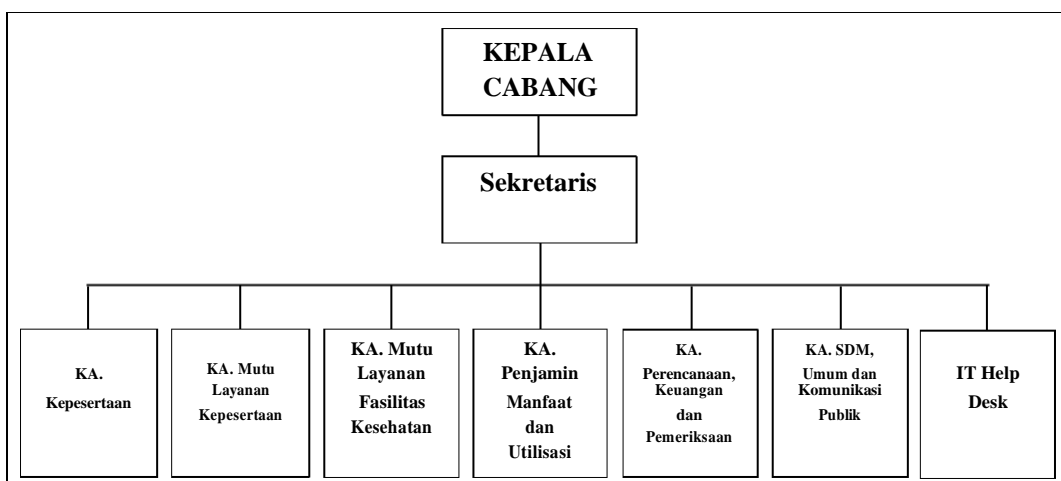 KEPALA
CABANG
Sekretaris
KA.
Kepesertaan
KA. Mutu
Layanan
Kepesertaan
KA. Mutu
Layanan
Fasilitas
Kesehatan
KA.
Penjamin
Manfaat
dan
Utilisasi
KA.
Perencanaan,
Keuangan
dan
Pemeriksaan
KA. SDM,
Umum dan
Komunikasi
Publik
IT Help
Desk